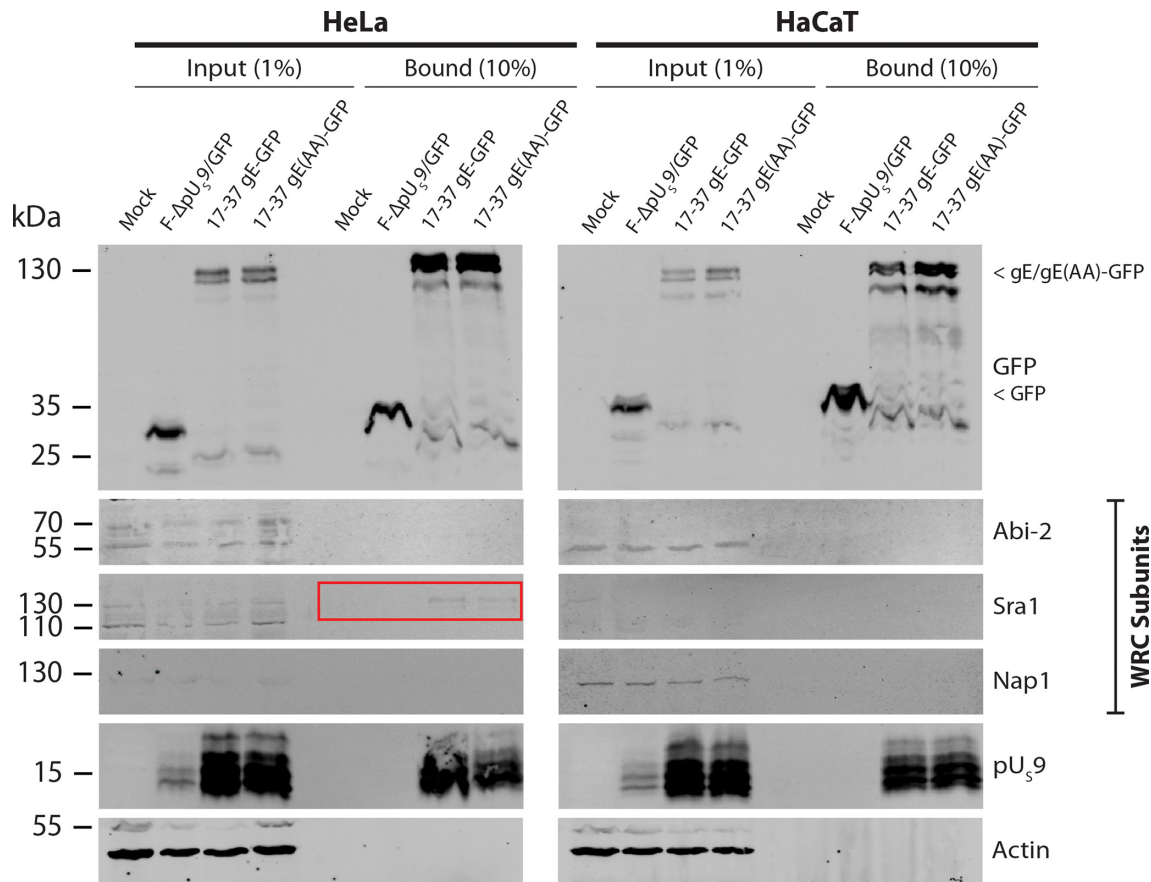 HeLa
HaCaT
Input (1%)
Bound (10%)
Input (1%)
Bound (10%)
Mock
F-ΔpUS9/GFP
17-37 gE-GFP
17-37 gE(AA)-GFP
Mock
F-ΔpUS9/GFP
17-37 gE-GFP
17-37 gE(AA)-GFP
Mock
F-ΔpUS9/GFP
17-37 gE-GFP
17-37 gE(AA)-GFP
Mock
F-ΔpUS9/GFP
17-37 gE-GFP
17-37 gE(AA)-GFP
kDa
130
< gE/gE(AA)-GFP
GFP
35
< GFP
25
70
55
Abi-2
130
110
Sra1
130
Nap1
WRC Subunits
15
pUS9
55
Actin